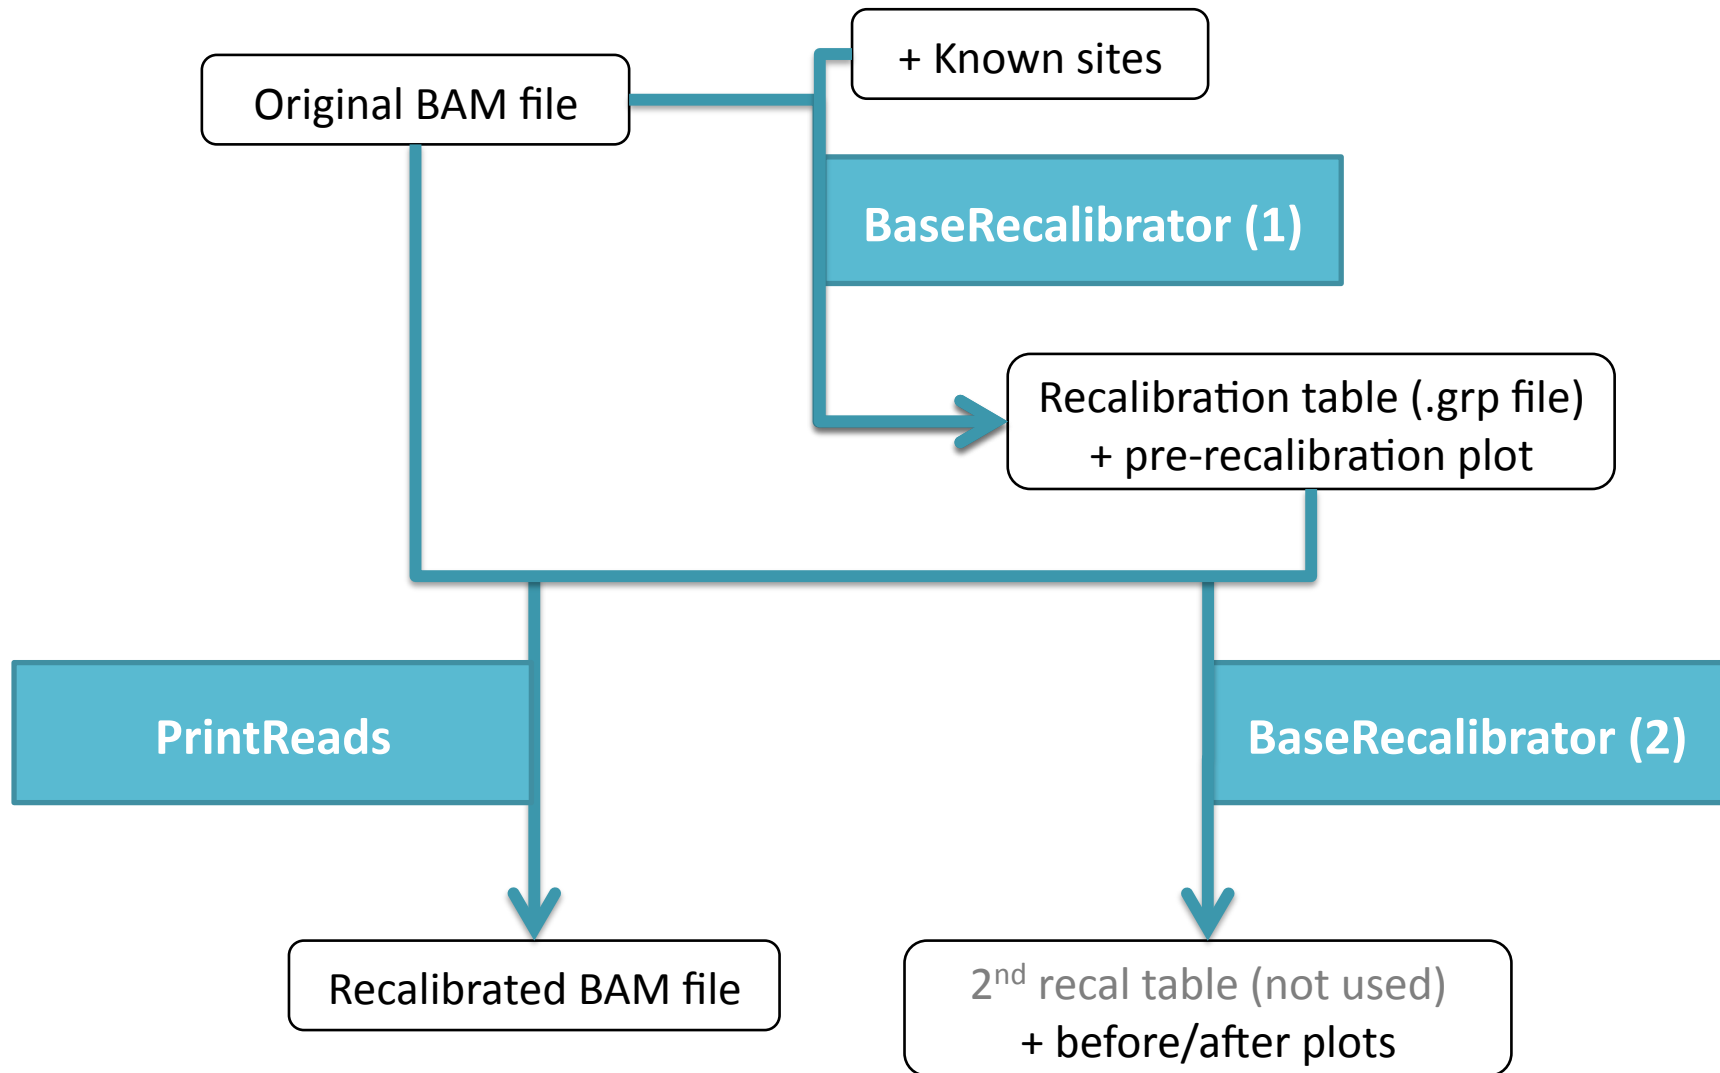 + Known sites
Original BAM file
BaseRecalibrator (1)
Recalibration table (.grp file)
+ pre-recalibration plot
PrintReads
BaseRecalibrator (2)
Recalibrated BAM file
2nd recal table (not used)
+ before/after plots